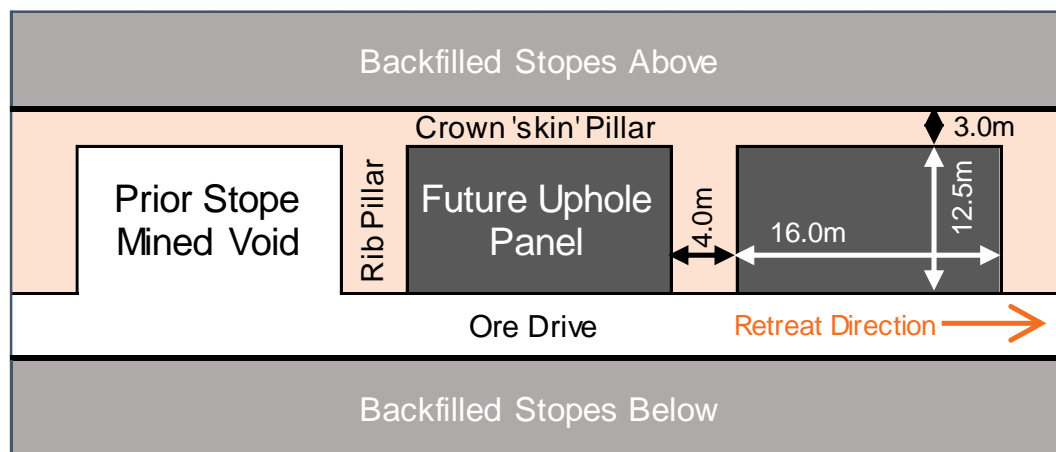 Backfilled Stopes Above
Crown 'skin' Pillar
3.0m
Prior Stope
Mined Void
Rib Pillar
Future Uphole
Panel
4.0m
16.0m
12.5m
Ore Drive
Retreat Direction
Backfilled Stopes Below